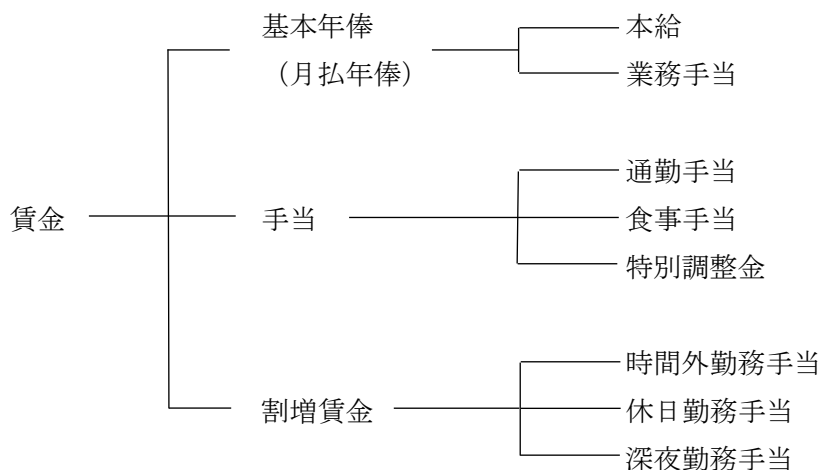 基本年俸
（月払年俸）
本給
業務手当
賃金
手当
通勤手当
食事手当
特別調整金
割増賃金
時間外勤務手当
休日勤務手当
深夜勤務手当